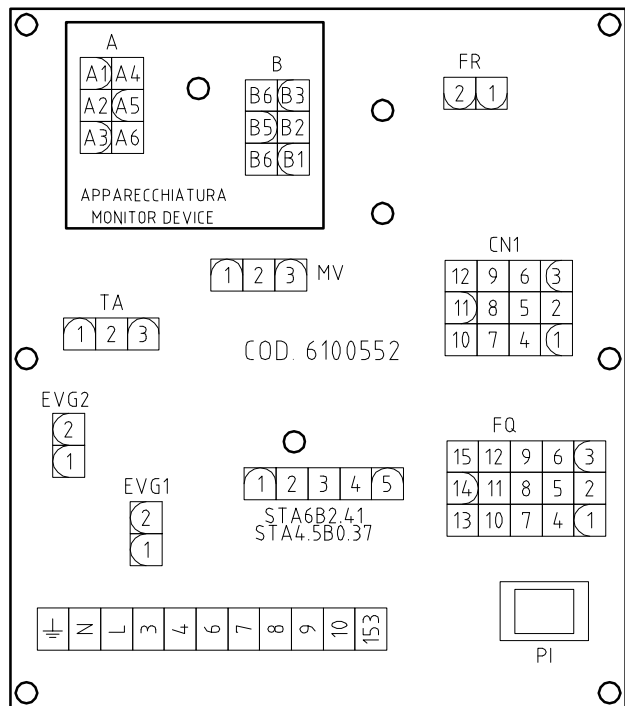 A
A1 A4
A2 A5
A3 A6
B
B6 B3
B5 B2
B6 B1
APPARECCHIATURA
MONITOR DEVICE
FR
2 1
1 2 3 MV
CN1
12 9 6 3
11 8 5 2
10 7 4 1
TA
1 2 3
COD. 6100552
EVG2
2
1
FQ
15 12 9 6 3
14 11 8 5 2
13 10 7 4 1
1 2 3 4 5
STA6B2.41
STA4.5B0.37
EVG1
2
1
N L 3 4 6 7 8 9 10 153
PI